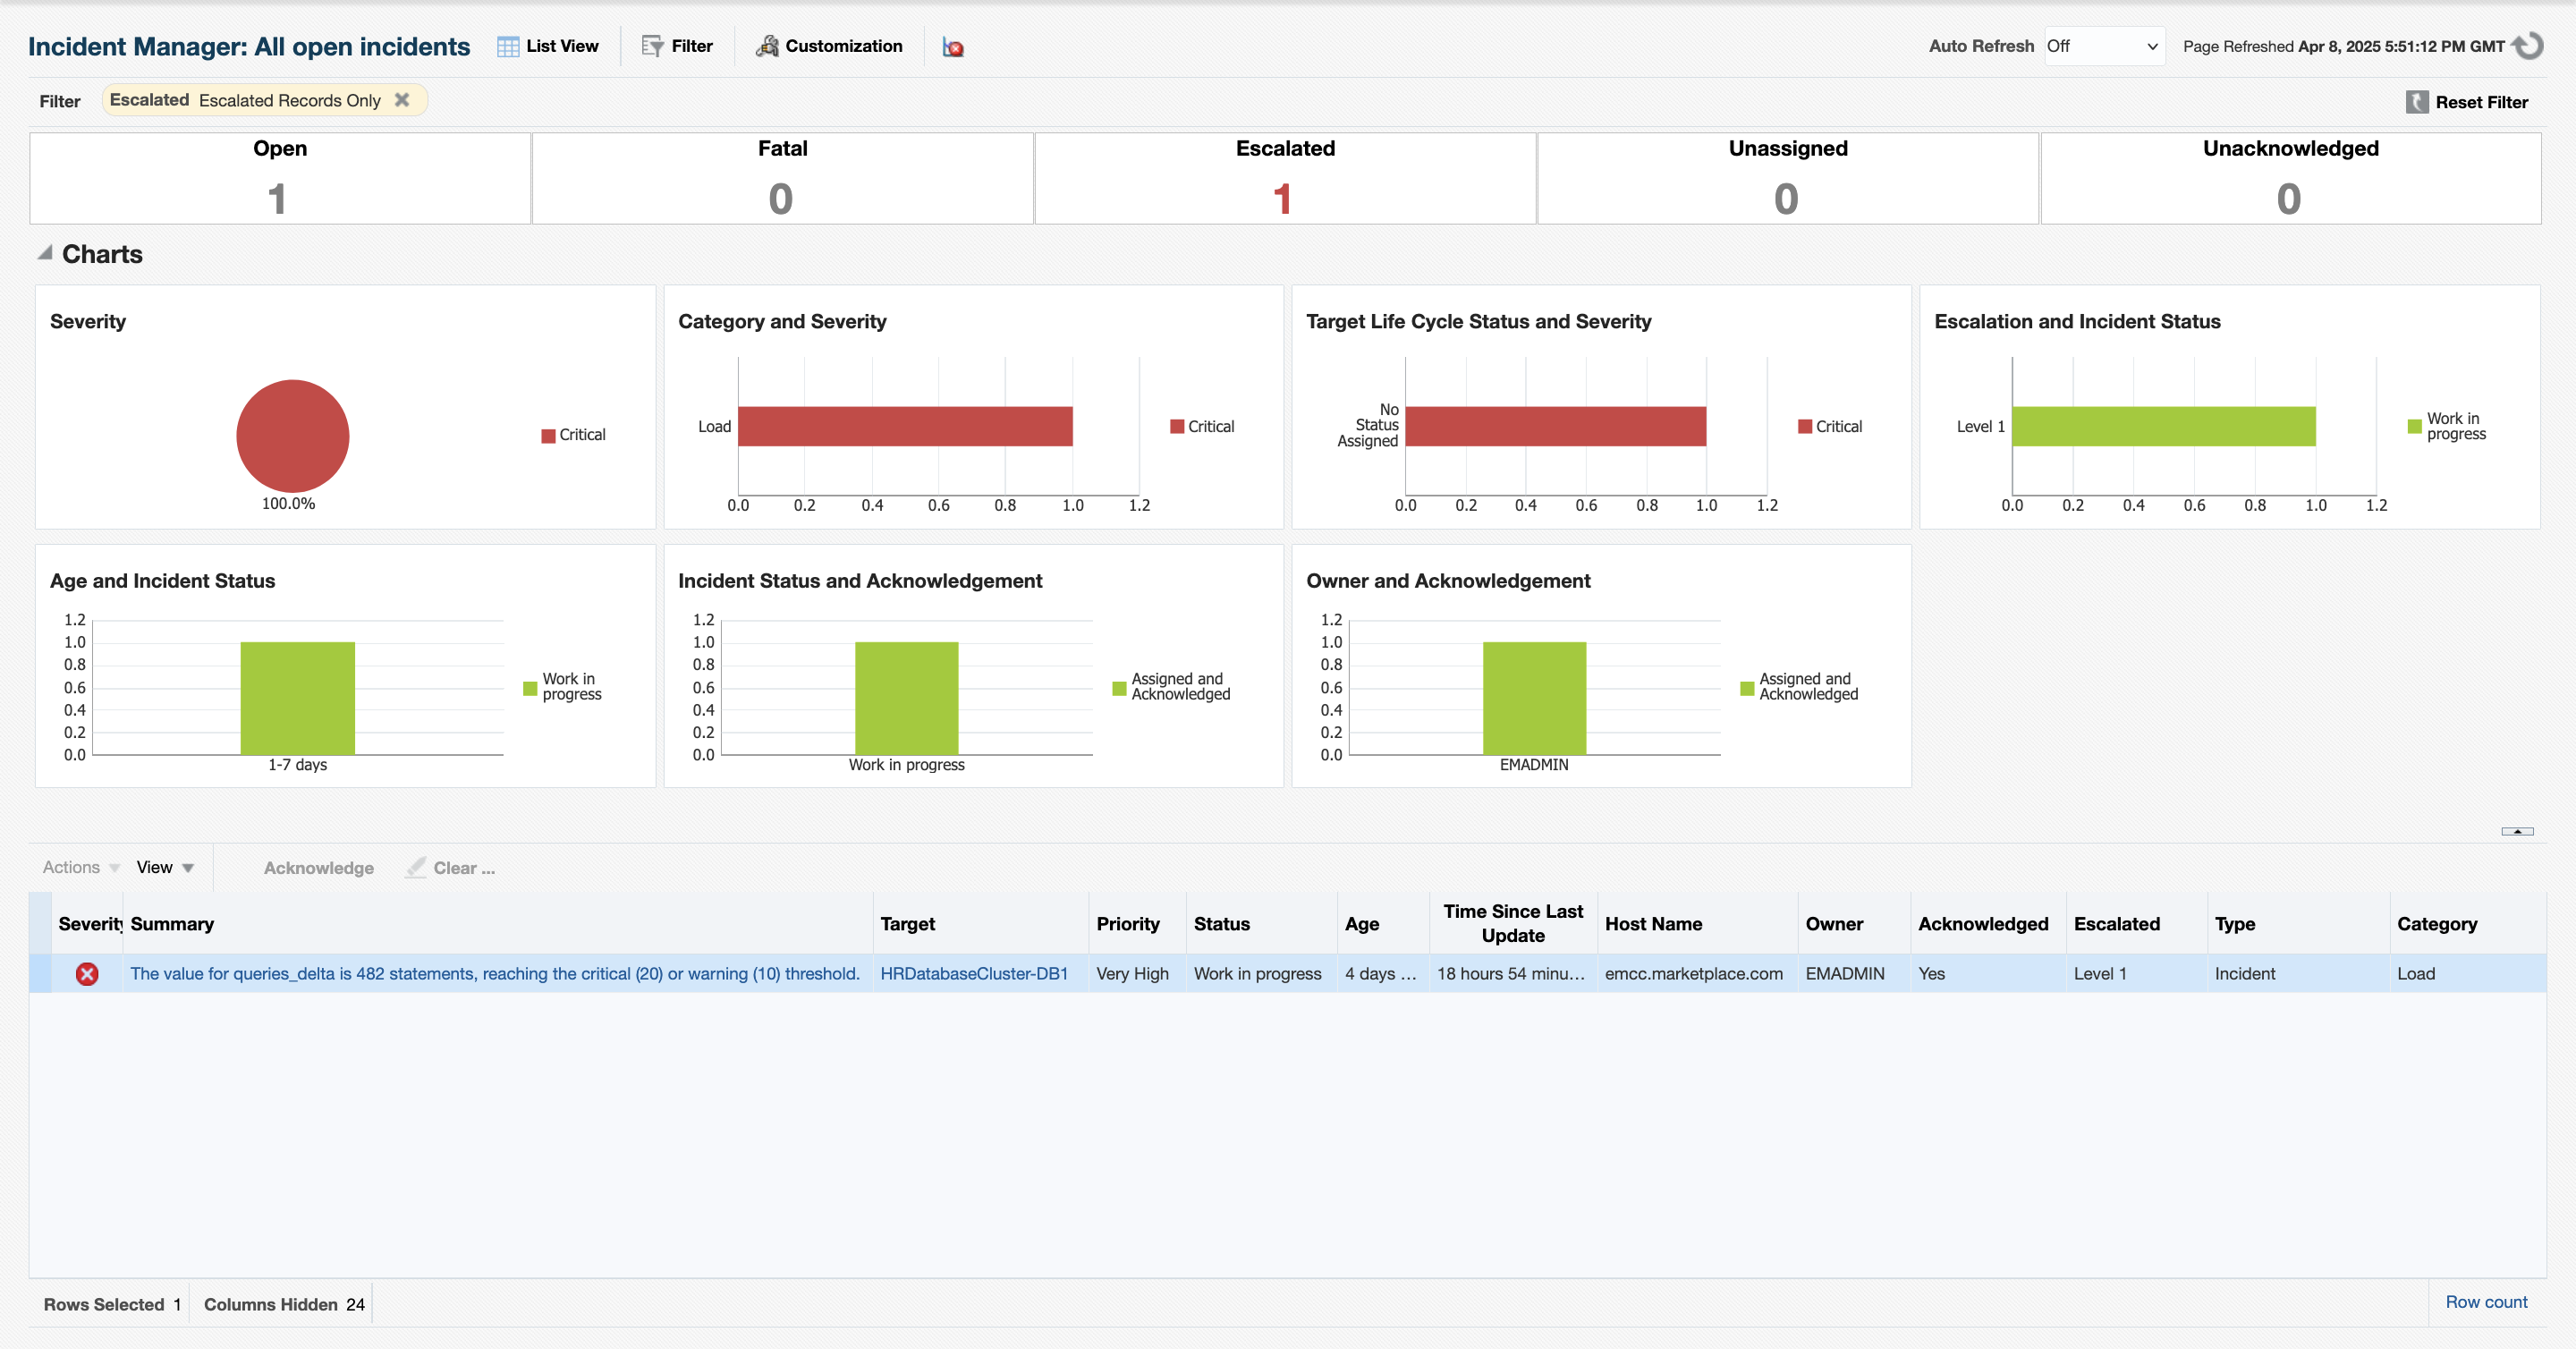 Incident Manager: All open incidents List View Filter Customization Auto Refresh Off Page Refreshed Apr 8, 2025 5:51:12 PM GMT
Filter Escalated Escalated Records Only Reset Filter
Open Fatal Escalated Unassigned Unacknowledged
1 0 1 0 0
Charts
Severity
Critical
100.0%
Category and Severity
Load
Critical
0.0 0.2 0.4 0.6 0.8 1.0 1.2
Target Life Cycle Status and Severity
No
Status
Assigned
Critical
0.0 0.2 0.4 0.6 0.8 1.0 1.2
Escalation and Incident Status
Level 1
Work in
progress
0.0 0.2 0.4 0.6 0.8 1.0 1.2
Age and Incident Status
1.2
1.0
0.8
0.6
0.4
0.2
0.0
1-7 days
Work in
progress
Incident Status and Acknowledgement
1.2
1.0
0.8
0.6
0.4
0.2
0.0
Work in progress
Assigned and
Acknowledged
Owner and Acknowledgement
1.2
1.0
0.8
0.6
0.4
0.2
0.0
EMADMIN
Assigned and
Acknowledged
Actions View Acknowledge Clear ...
Severity Summary Target Priority Status Age Time Since Last Update Host Name Owner Acknowledged Escalated Type Category
The value for queries_delta is 482 statements, reaching the critical (20) or warning (10) threshold. HRDatabaseCluster-DB1 Very High Work in progress 4 days ... 18 hours 54 minu... emcc.marketplace.com EMADMIN Yes Level 1 Incident Load
Rows Selected 1 Columns Hidden 24 Row count